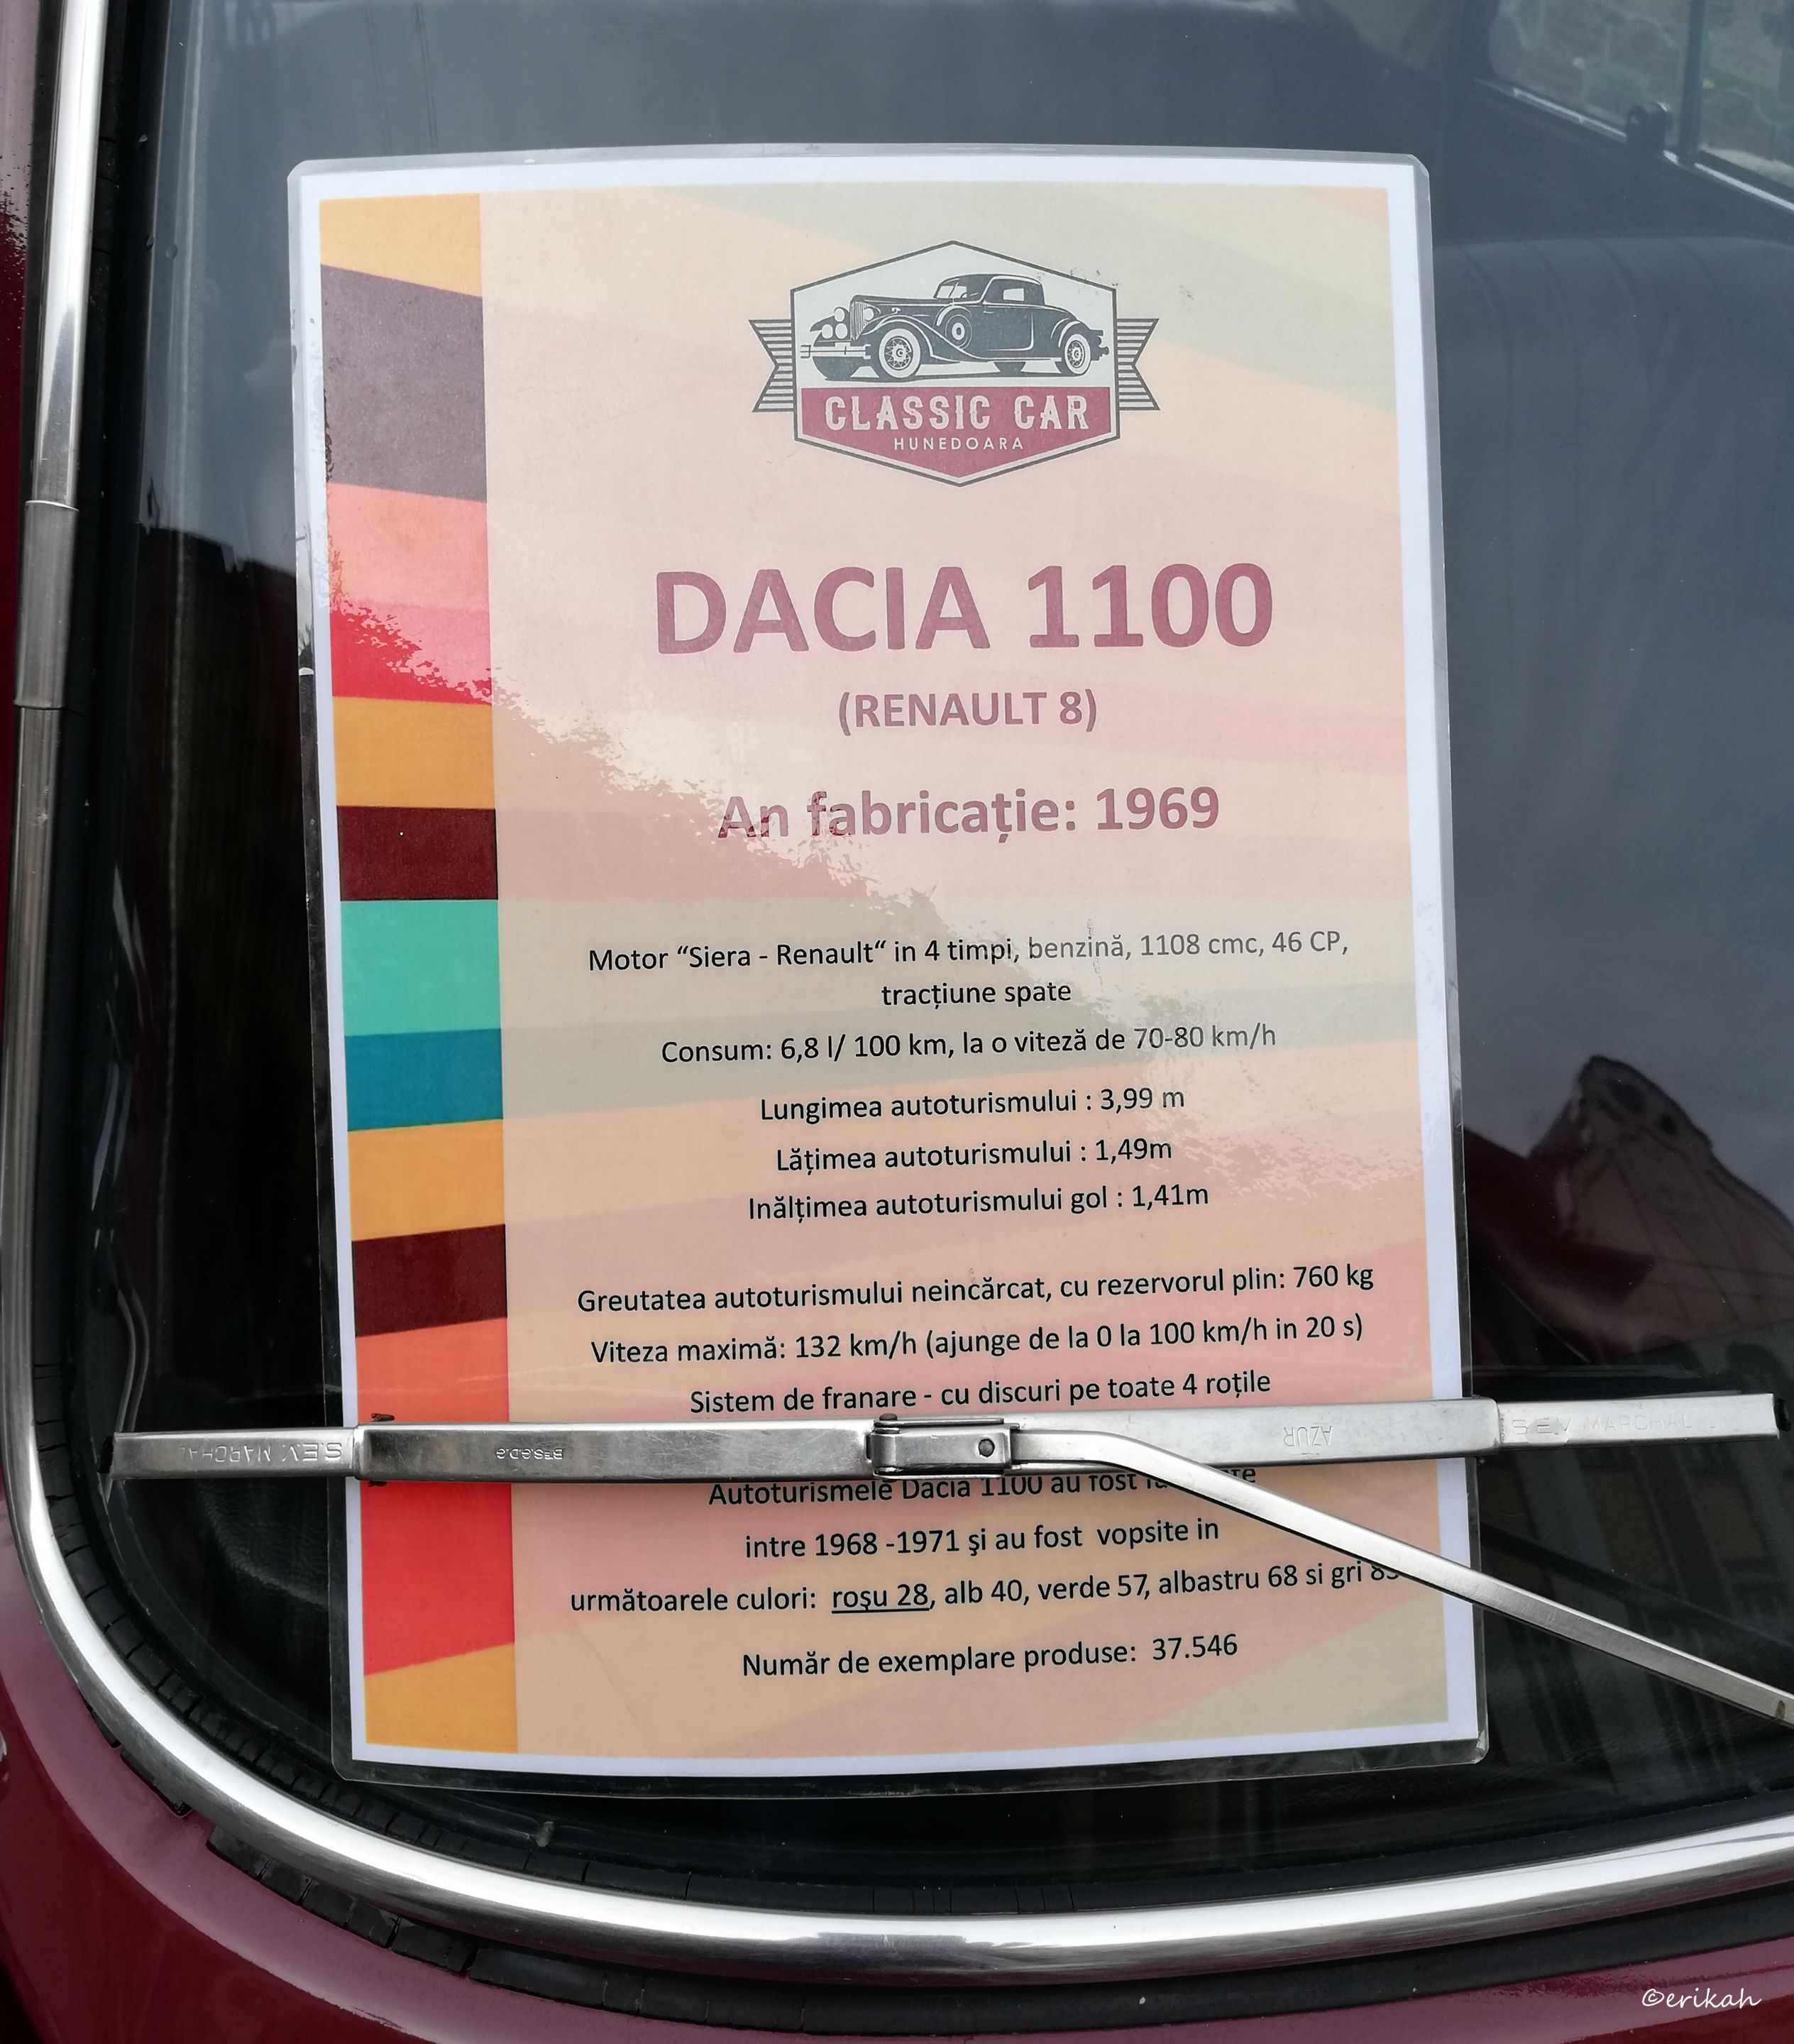 CLASSIC CAR
HUNEDOARA
DACIA 1100
(RENAULT 8)
An fabricație: 1969
Motor “Siera - Renault“ in 4 timpi, benzină, 1108 cmc, 46 CP,
tracțiune spate
Consum: 6,8 l/ 100 km, la o viteză de 70-80 km/h
Lungimea autoturismului : 3,99 m
Lățimea autoturismului : 1,49m
Inălțimea autoturismului gol : 1,41m
Greutatea autoturismului neincărcat, cu rezervorul plin: 760 kg
Viteza maximă: 132 km/h (ajunge de la 0 la 100 km/h in 20 s)
Sistem de franare - cu discuri pe toate 4 roțile
S.E.V. MARCHAL
AZUR
S.E.V. MARCHAL
Autoturismele Dacia 1100 au fost
intre 1968 -1971 şi au fost vopsite in
următoarele culori: roşu 28, alb 40, verde 57, albastru 68 si gri
Număr de exemplare produse: 37.546
©erikah